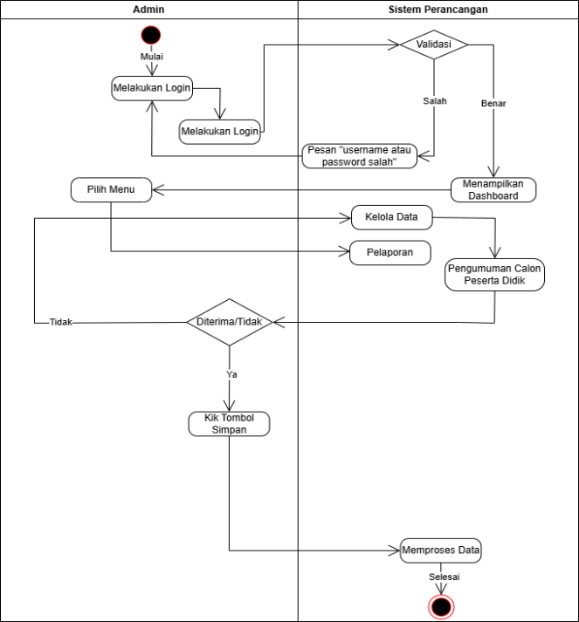 Admin
Sistem Perancangan
Mulai
Validasi
Melakukan Login
Melakukan Login
Salah
Benar
Pesan "username atau
password salah"
Pilih Menu
Menampilkan
Dashboard
Kelola Data
Pelaporan
Pengumuman Calon
Peserta Didik
Tidak
Diterima/Tidak
Ya
Kik Tombol
Simpan
Memproses Data
Selesai